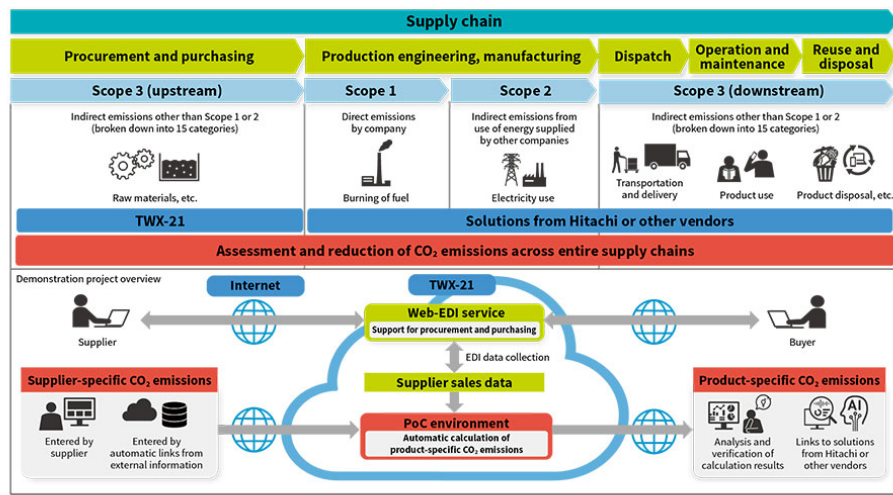 Supply chain
Procurement and purchasing
Production engineering, manufacturing
Dispatch
Operation and
maintenance
Reuse and
disposal
Scope 3 (upstream)
Scope 1
Scope 2
Scope 3 (downstream)
Indirect emissions other than Scope 1 or 2
(broken down into 15 categories)
Raw materials, etc.
Direct emissions
by company
Burning of fuel
Indirect emissions from
use of energy supplied
by other companies
Electricity use
Indirect emissions other than Scope 1 or 2
(broken down into 15 categories)
Transportation
and delivery
Product use
Product disposal, etc.
TWX-21
Solutions from Hitachi or other vendors
Assessment and reduction of CO₂ emissions across entire supply chains
Demonstration project overview
Internet
TWX-21
Supplier
Web-EDI service
Support for procurement and purchasing
Buyer
EDI data collection
Supplier sales data
Supplier-specific CO₂ emissions
Entered by
supplier
Entered by
automatic links from
external information
PoC environment
Automatic calculation of
product-specific CO₂ emissions
Product-specific CO₂ emissions
Analysis and
verification of
calculation results
AI
Links to solutions
from Hitachi or
other vendors